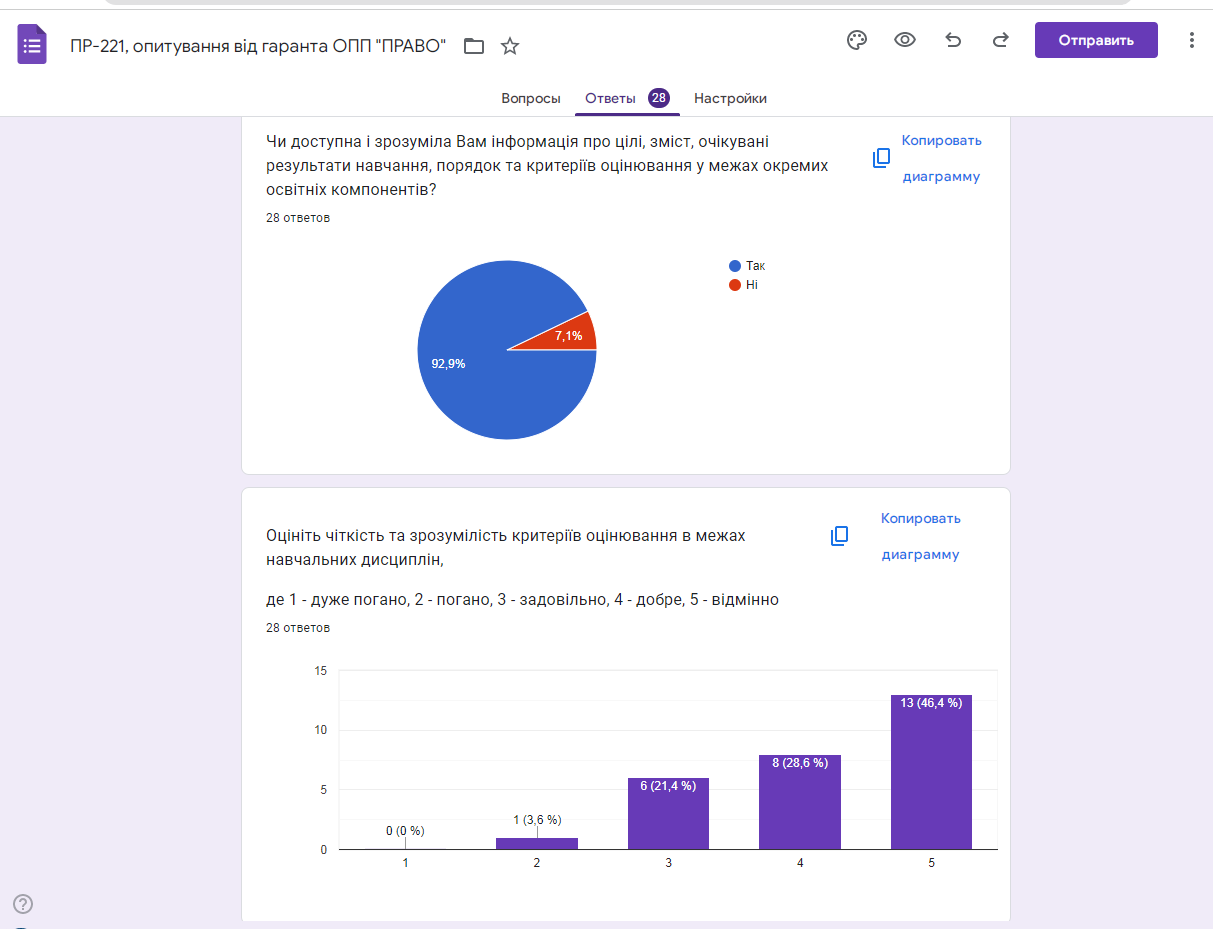 ПР-221, опитування від гаранта ОПП "ПРАВО"
Отправить
Вопросы
Ответы
28
Настройки
Чи доступна і зрозуміла Вам інформація про цілі, зміст, очікувані
результати навчання, порядок та критеріїв оцінювання у межах окремих
освітніх компонентів?
28 ответов
Копировать
диаграмму
Так
Ні
7,1%
92,9%
Оцініть чіткість та зрозумілість критеріїв оцінювання в межах
навчальних дисциплін,
де 1 - дуже погано, 2 - погано, 3 - задовільно, 4 - добре, 5 - відмінно
28 ответов
Копировать
диаграмму
15
10
5
0
0 (0 %)
1 (3,6 %)
6 (21,4 %)
8 (28,6 %)
13 (46,4 %)
1
2
3
4
5